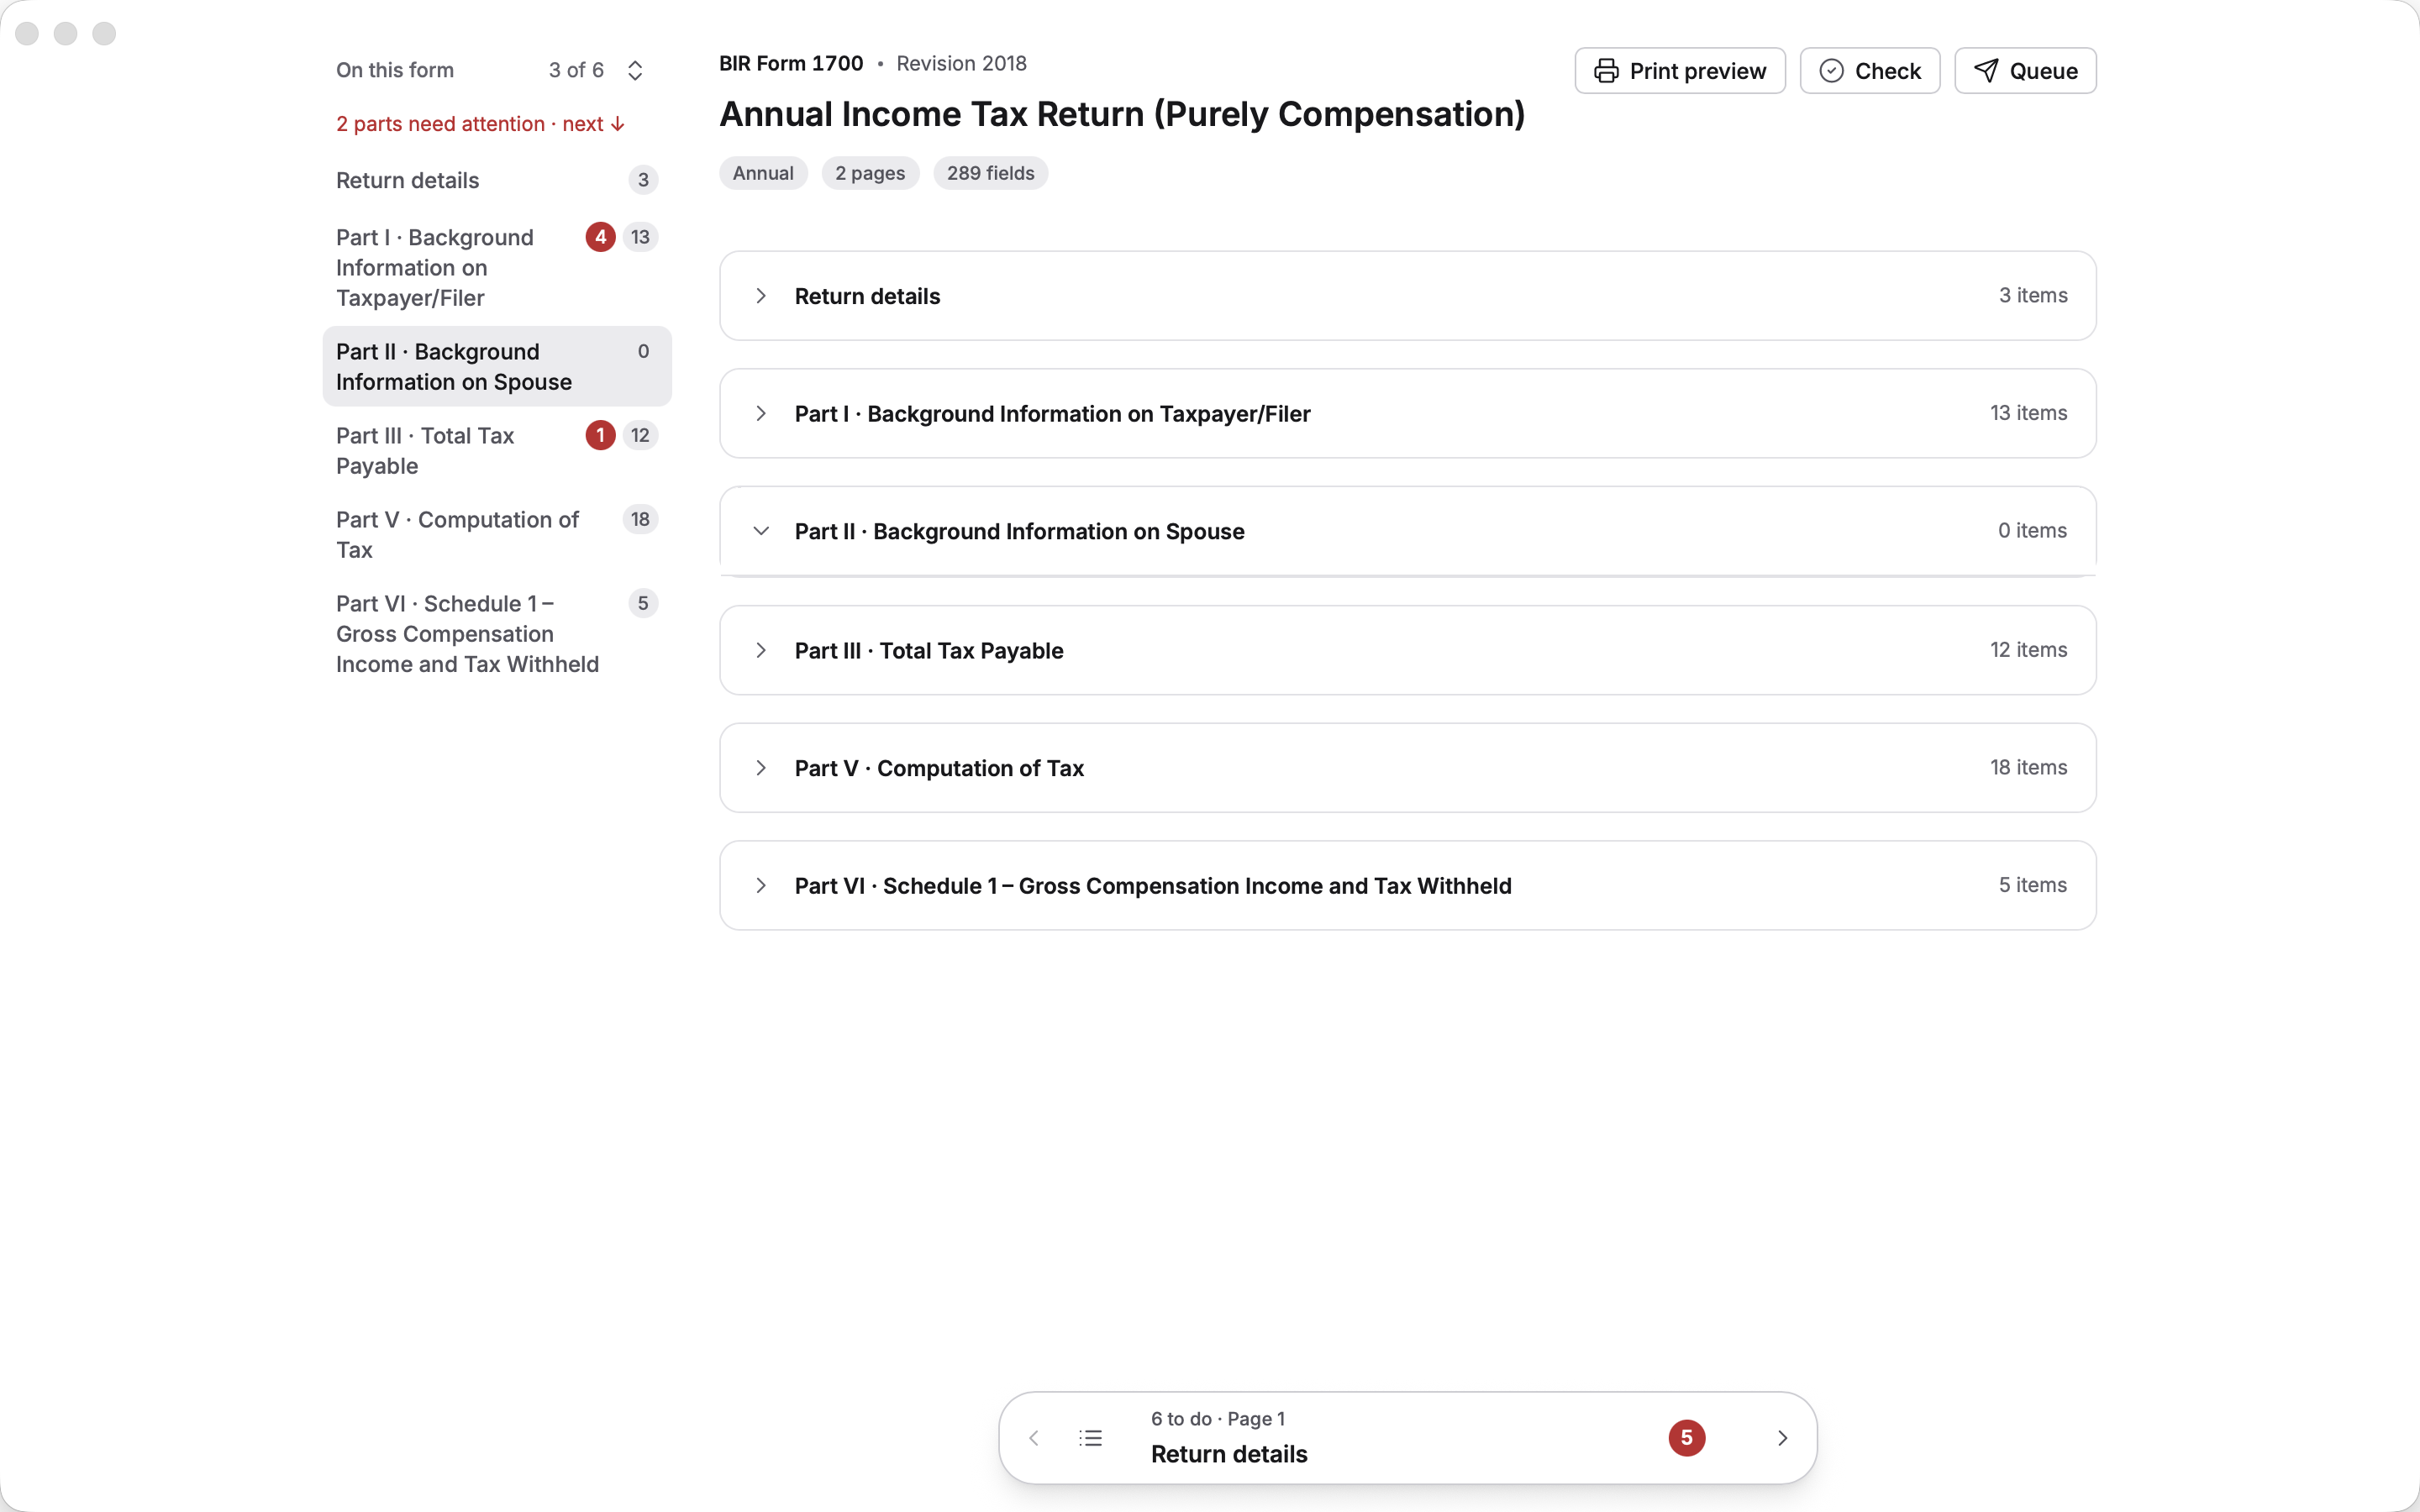 On this form 3 of 6
2 parts need attention · next ↓
Return details 3
Part I · Background 4 13
Information on
Taxpayer/Filer
Part II · Background 0
Information on Spouse
Part III · Total Tax 1 12
Payable
Part V · Computation of 18
Tax
Part VI · Schedule 1 – 5
Gross Compensation
Income and Tax Withheld
BIR Form 1700 • Revision 2018
Annual Income Tax Return (Purely Compensation)
Annual 2 pages 289 fields
Print preview Check Queue
Return details 3 items
Part I · Background Information on Taxpayer/Filer 13 items
Part II · Background Information on Spouse 0 items
Part III · Total Tax Payable 12 items
Part V · Computation of Tax 18 items
Part VI · Schedule 1 – Gross Compensation Income and Tax Withheld 5 items
6 to do · Page 1
Return details 5